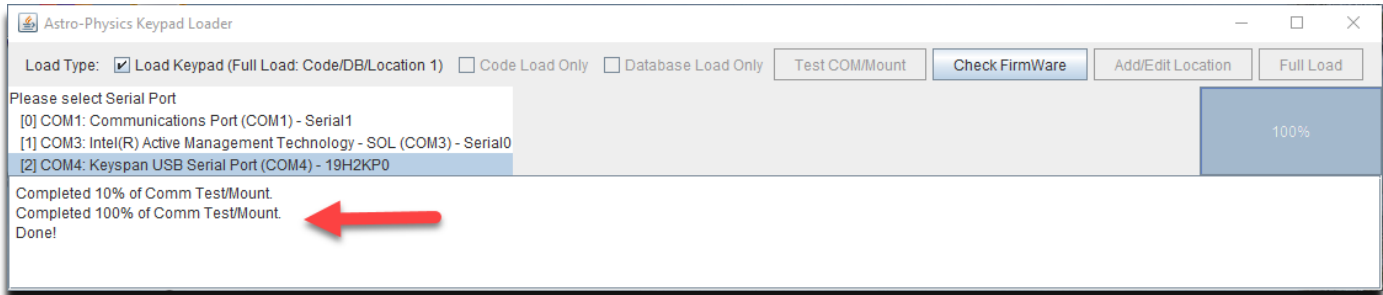 Astro-Physics Keypad Loader
Load Type: Load Keypad (Full Load: Code/DB/Location 1) Code Load Only Database Load Only Test COM/Mount Check FirmWare Add/Edit Location Full Load
Please select Serial Port
[0] COM1: Communications Port (COM1) - Serial1
[1] COM3: Intel(R) Active Management Technology - SOL (COM3) - Serial0
100%
[2] COM4: Keyspan USB Serial Port (COM4) - 19H2KP0
Completed 10% of Comm Test/Mount.
Completed 100% of Comm Test/Mount.
Done!